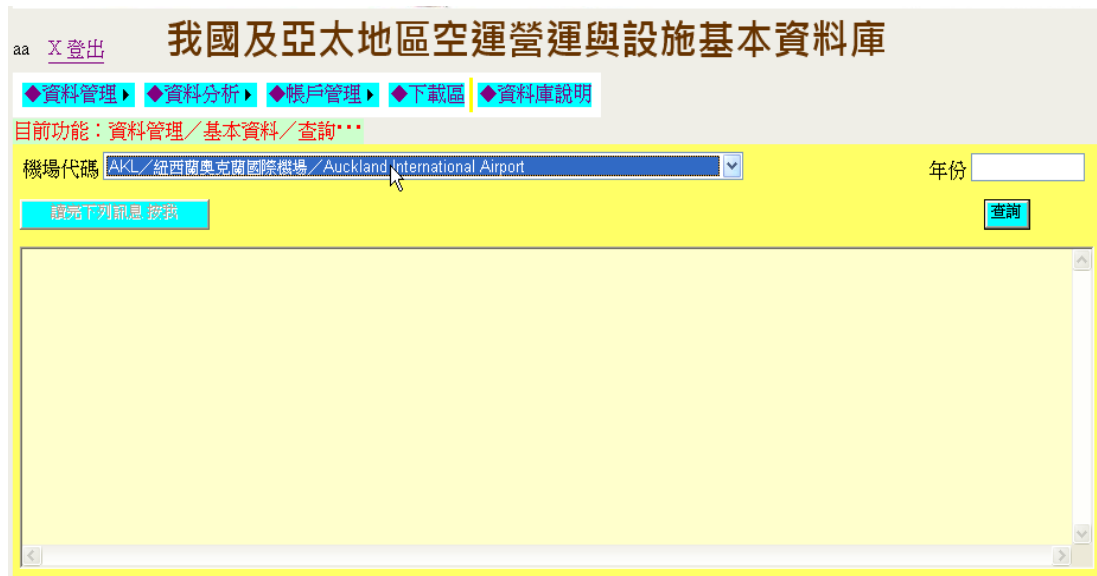 aa X 登出 我國及亞太地區空運營運與設施基本資料庫
◆資料管理▶ ◆資料分析▶ ◆帳戶管理▶ ◆下載區 ◆資料庫說明
目前功能：資料管理／基本資料／查詢…
機場代碼 AKL／紐西蘭奧克蘭國際機場／Auckland International Airport 年份
讀完下列訊息 按我 查詢